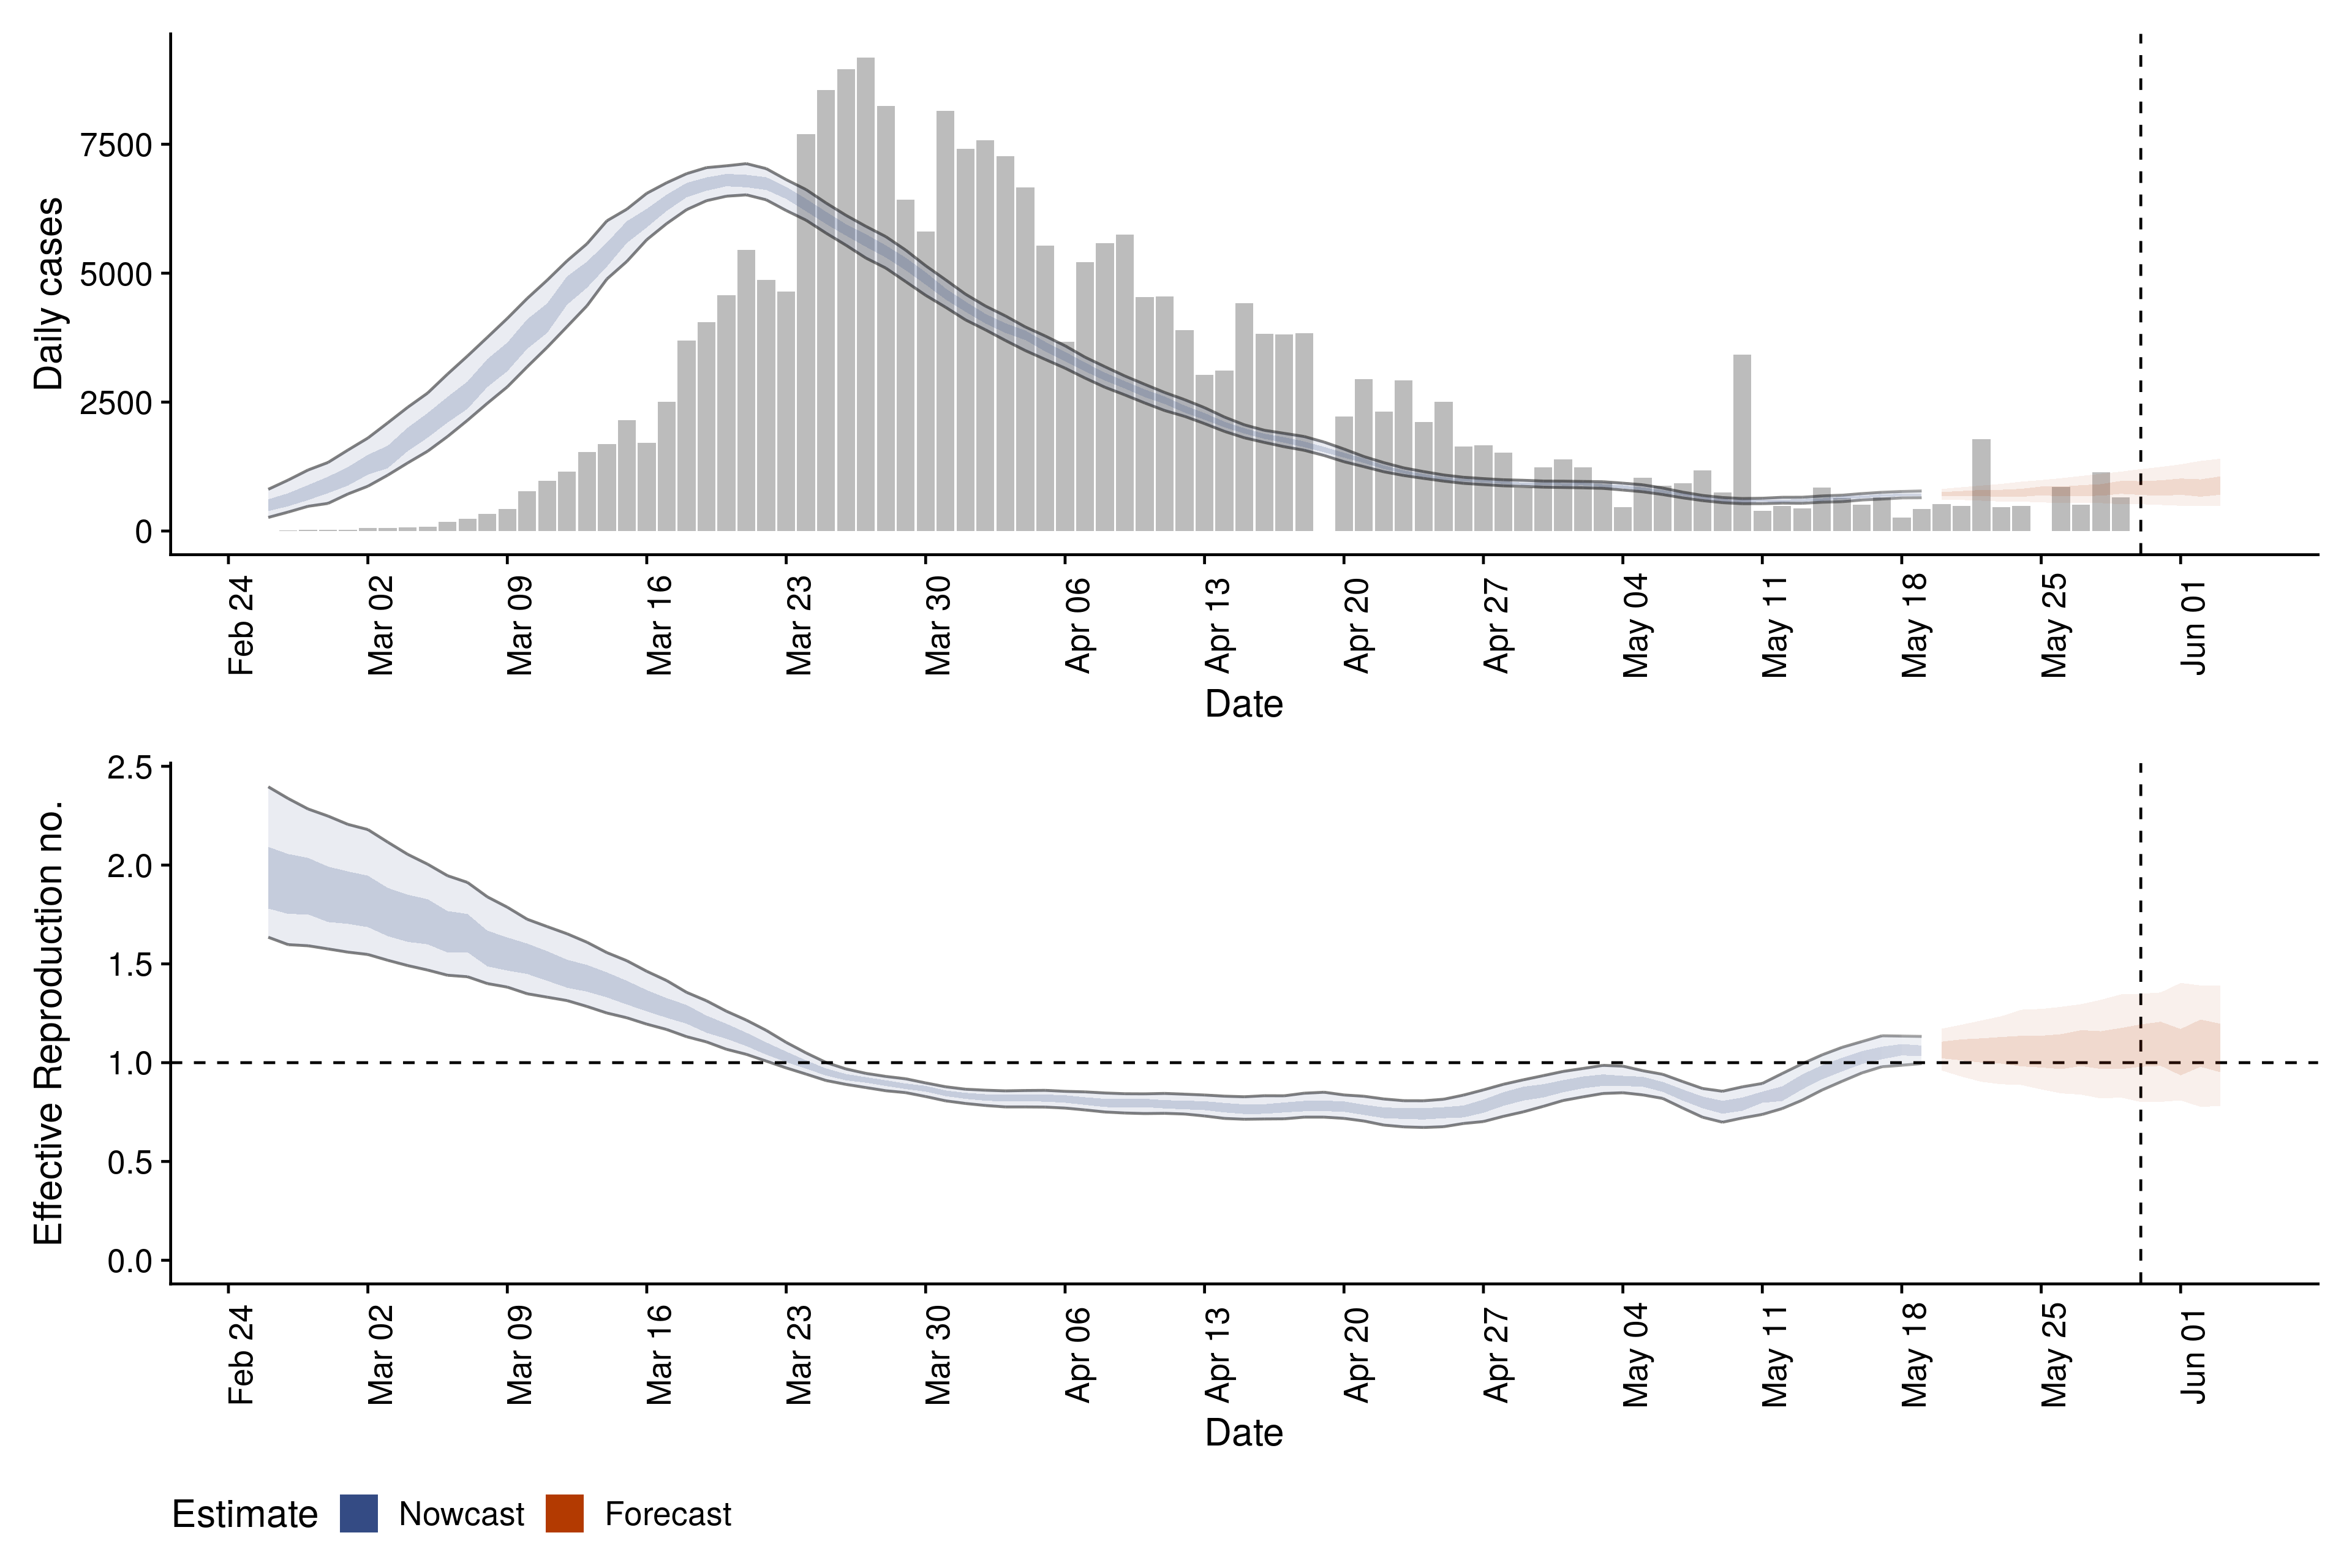 Daily cases
7500
5000
2500
0
Feb 24
Mar 02
Mar 09
Mar 16
Mar 23
Mar 30
Apr 06
Apr 13
Apr 20
Apr 27
May 04
May 11
May 18
May 25
Jun 01
Date
Effective Reproduction no.
2.5
2.0
1.5
1.0
0.5
0.0
Feb 24
Mar 02
Mar 09
Mar 16
Mar 23
Mar 30
Apr 06
Apr 13
Apr 20
Apr 27
May 04
May 11
May 18
May 25
Jun 01
Date
Estimate Nowcast Forecast